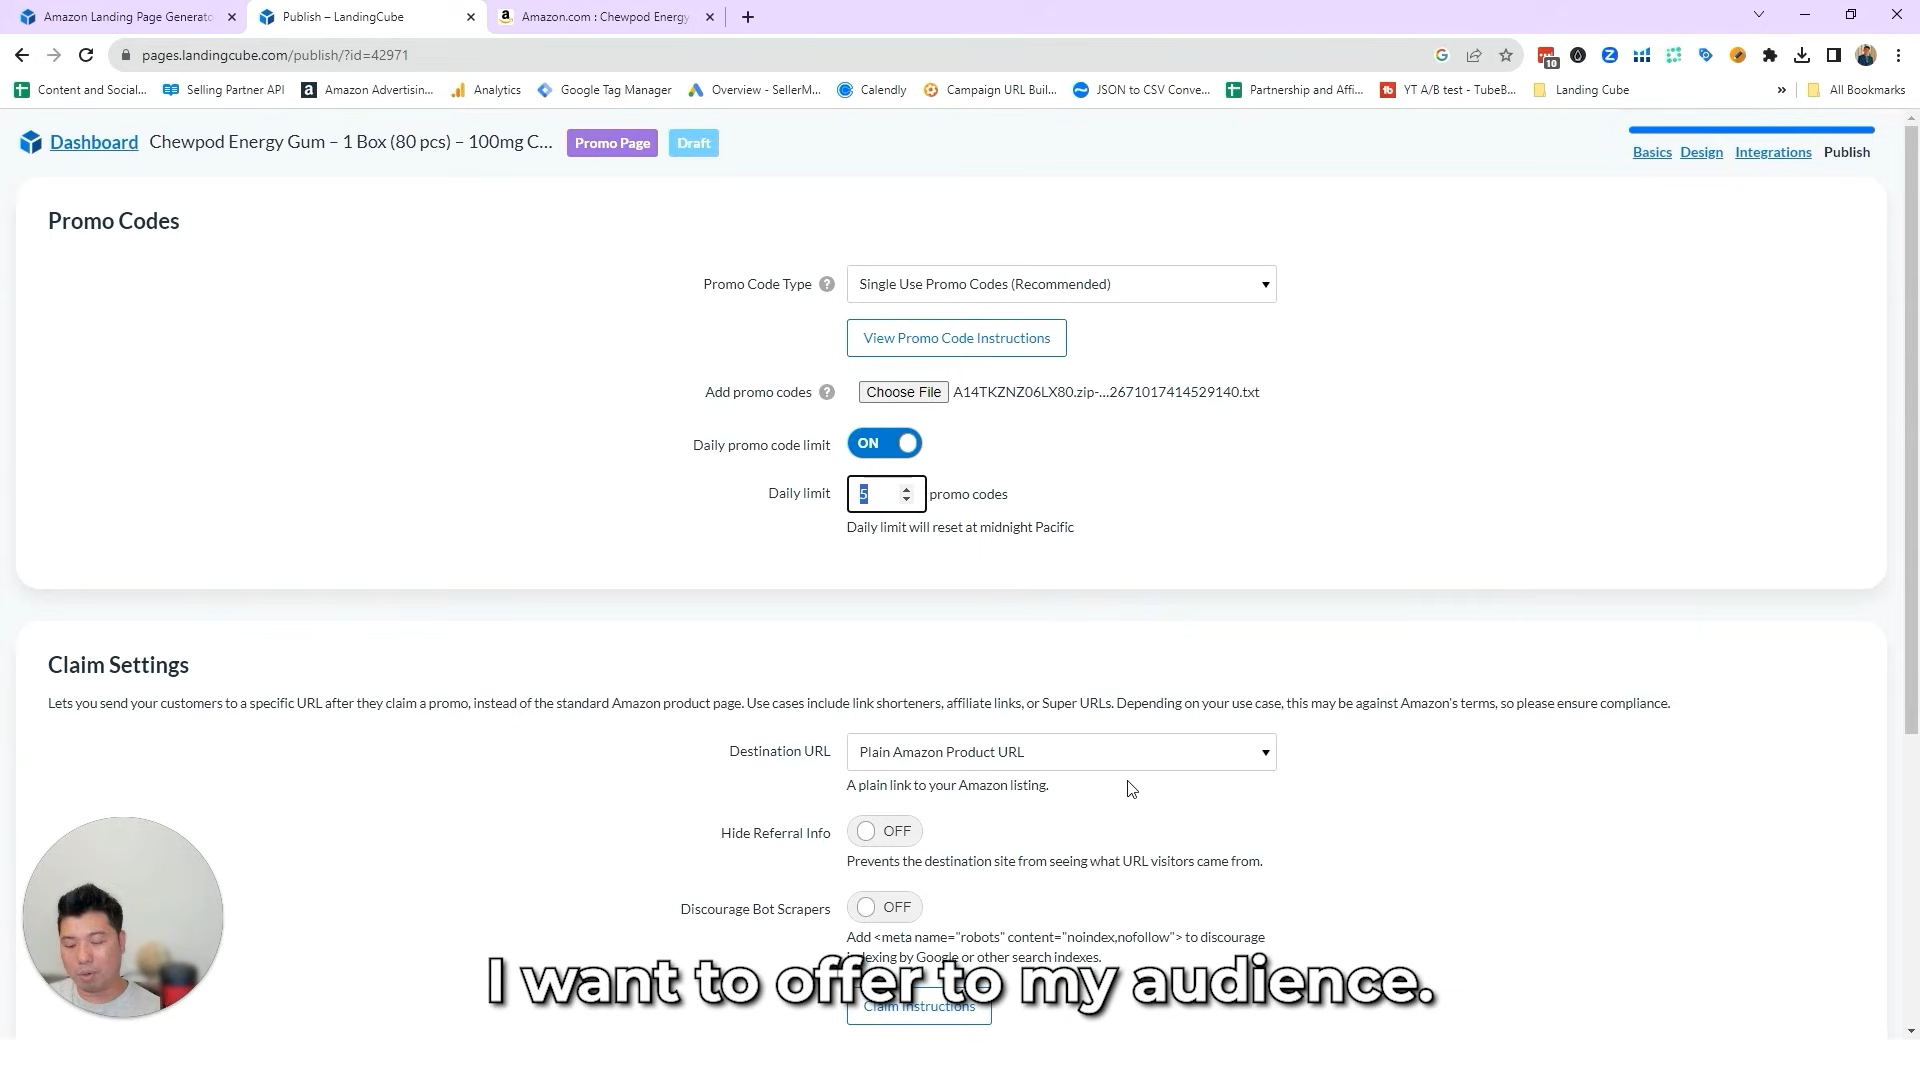 Amazon Landing Page Generato
Publish – LandingCube
Amazon.com : Chewpod Energy
pages.landingcube.com/publish/?id=42971
10
Content and Social...
Selling Partner API
Amazon Advertisin...
Analytics
Google Tag Manager
Overview - SellerM...
Calendly
Campaign URL Buil...
JSON to CSV Conve...
Partnership and Affi...
YT A/B test - TubeB...
Landing Cube
»
All Bookmarks
Dashboard Chewpod Energy Gum – 1 Box (80 pcs) – 100mg C... Promo Page Draft
Basics Design Integrations Publish
Promo Codes
Promo Code Type ? Single Use Promo Codes (Recommended)
View Promo Code Instructions
Add promo codes ? Choose File A14TKZNZ06LX80.zip-...2671017414529140.txt
Daily promo code limit ON
Daily limit 5 promo codes
Daily limit will reset at midnight Pacific
Claim Settings
Lets you send your customers to a specific URL after they claim a promo, instead of the standard Amazon product page. Use cases include link shorteners, affiliate links, or Super URLs. Depending on your use case, this may be against Amazon's terms, so please ensure compliance.
Destination URL Plain Amazon Product URL
A plain link to your Amazon listing.
Hide Referral Info OFF
Prevents the destination site from seeing what URL visitors came from.
Discourage Bot Scrapers OFF
Add <meta name="robots" content="noindex,nofollow"> to discourage
indexing by Google or other search indexes.
I want to offer to my audience.
Claim Instructions